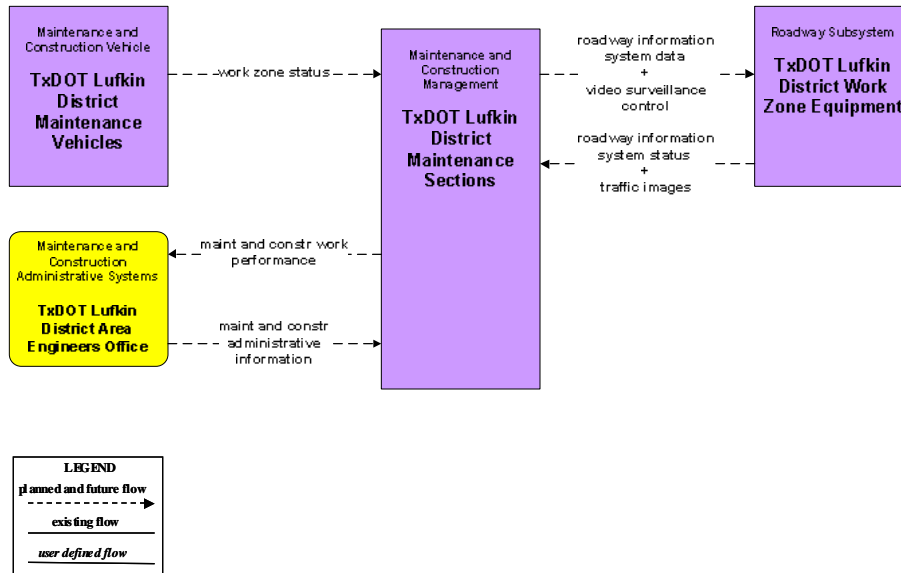 Maintenance and
Construction Vehicle
TxDOT Lufkin
District
Maintenance
Vehicles
work zone status
Maintenance and
Construction
Management
TxDOT Lufkin
District
Maintenance
Sections
roadway information
system data
+
video surveillance
control
Roadway Subsystem
TxDOT Lufkin
District Work
Zone Equipment
roadway information
system status
+
traffic images
Maintenance and
Construction
Administrative Systems
TxDOT Lufkin
District Area
Engineers Office
maint and constr work
performance
maint and constr
administrative
information
LEGEND
planned and future flow
existing flow
user defined flow